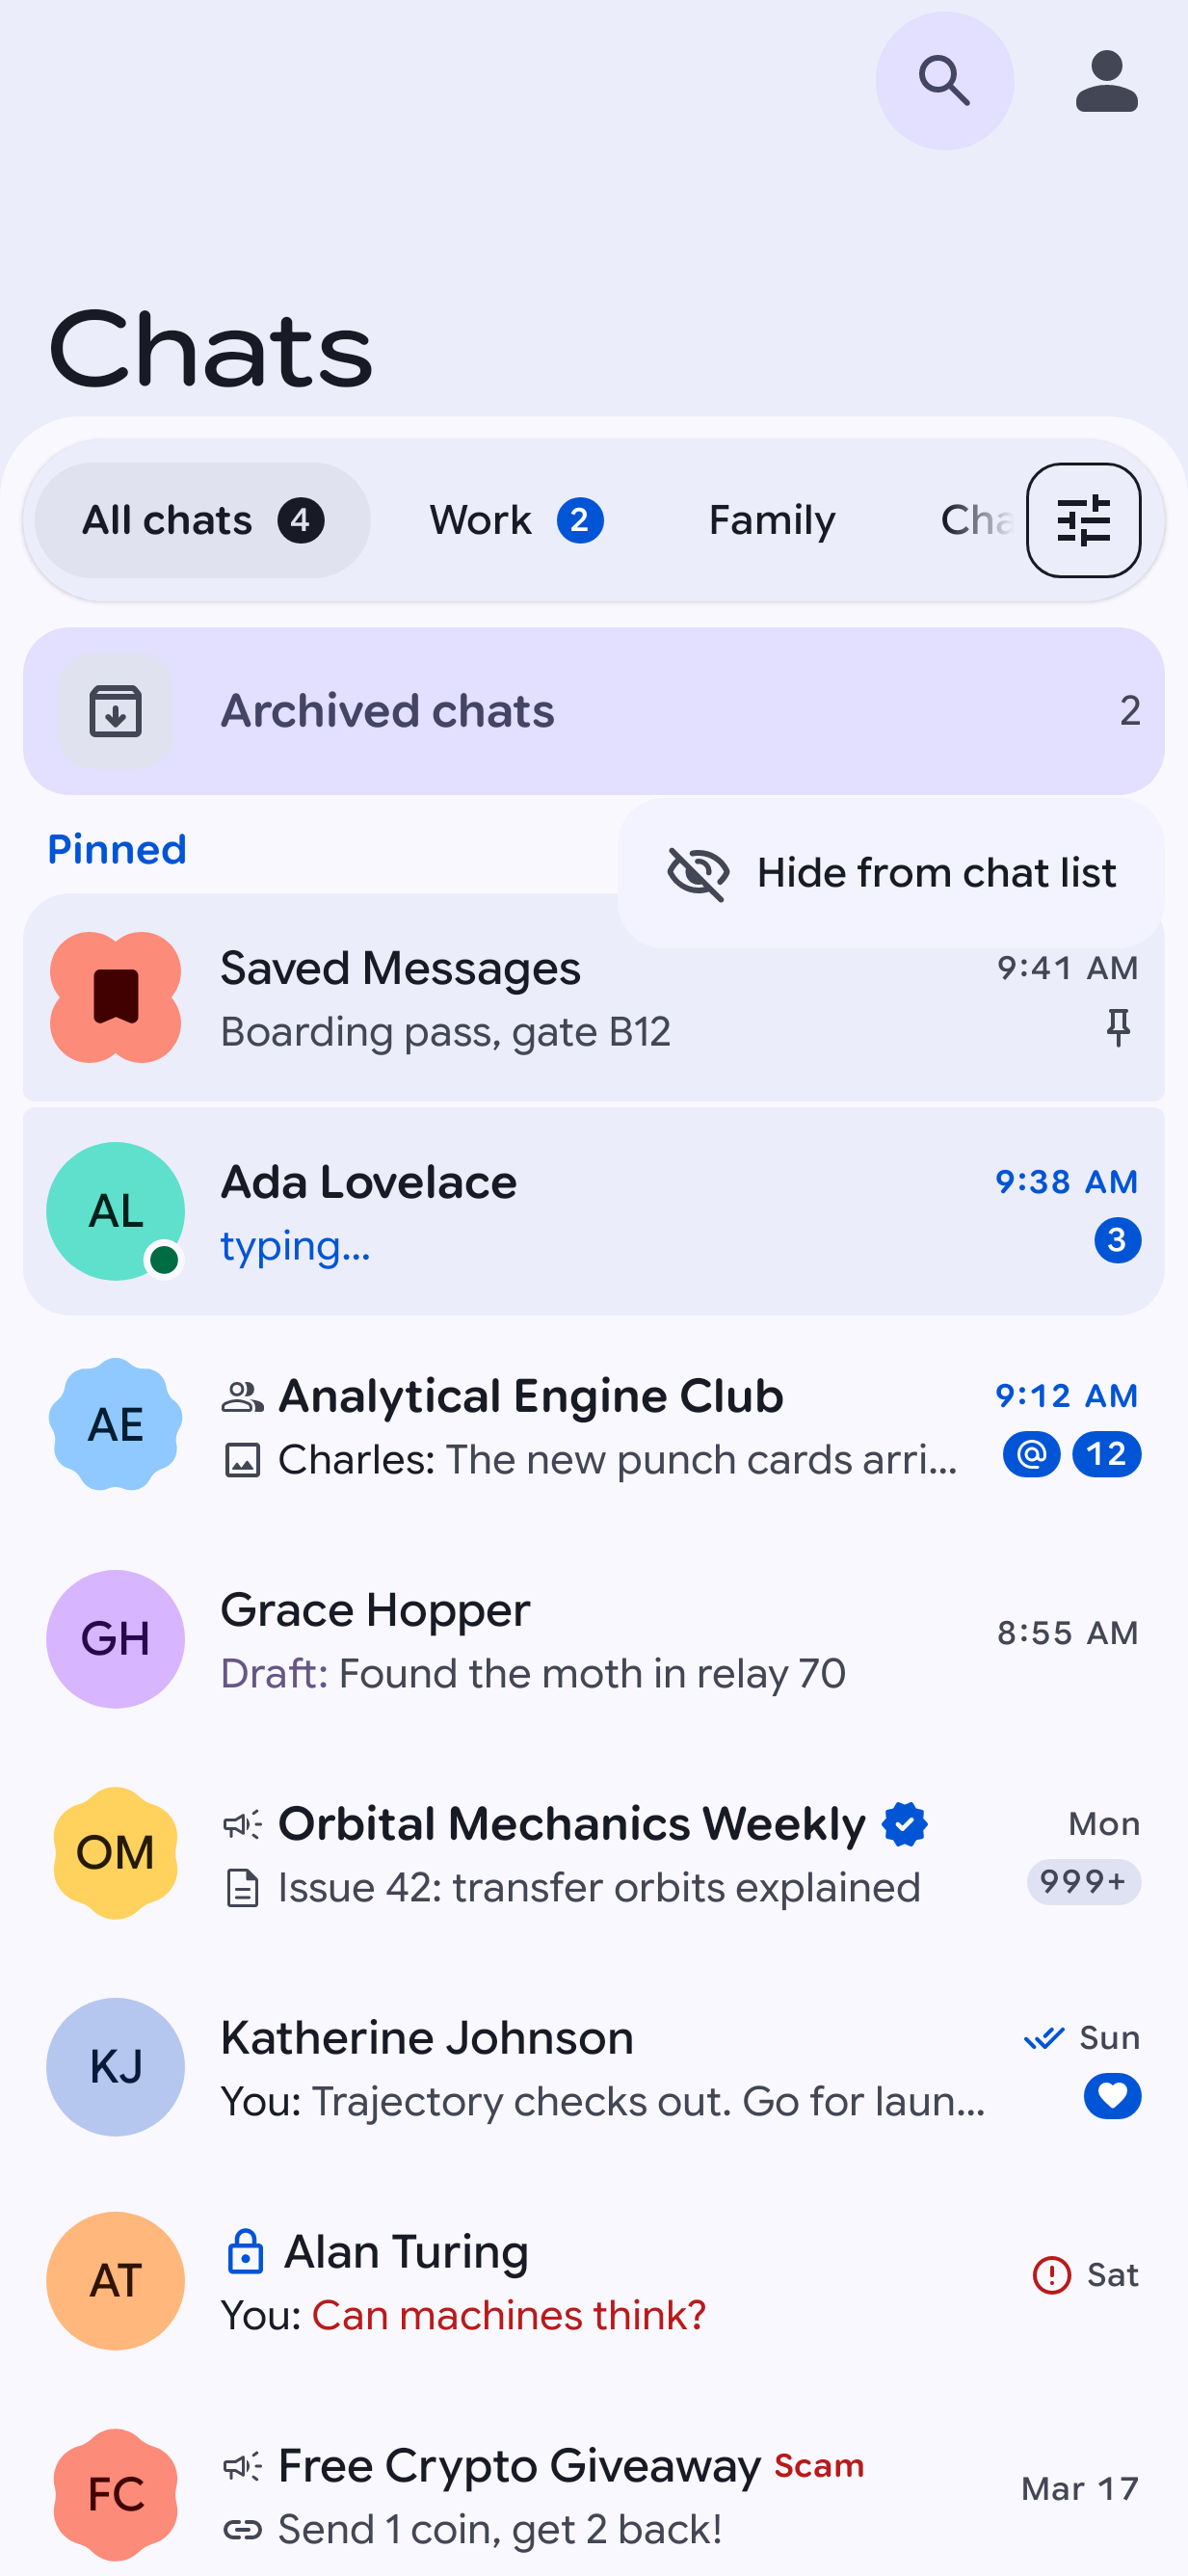 Chats
All chats 4 Work 2 Family Cha
Archived chats 2
Pinned
Hide from chat list
Saved Messages 9:41 AM
Boarding pass, gate B12
AL
Ada Lovelace 9:38 AM
typing... 3
AE
Analytical Engine Club 9:12 AM
Charles: The new punch cards arri... @ 12
GH
Grace Hopper 8:55 AM
Draft: Found the moth in relay 70
OM
Orbital Mechanics Weekly Mon
Issue 42: transfer orbits explained 999+
KJ
Katherine Johnson Sun
You: Trajectory checks out. Go for laun...
AT
Alan Turing Sat
You: Can machines think?
FC
Free Crypto Giveaway Scam Mar 17
Send 1 coin, get 2 back!